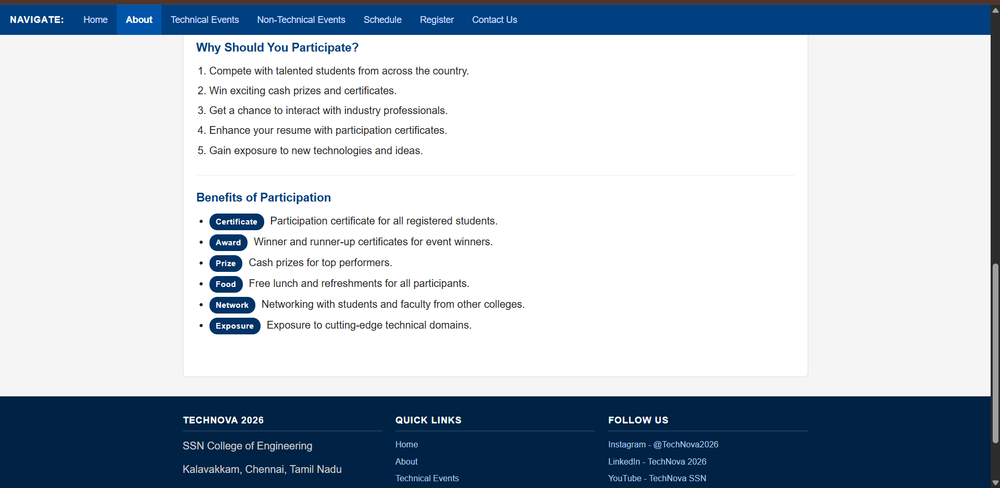 NAVIGATE: Home About Technical Events Non-Technical Events Schedule Register Contact Us
Why Should You Participate?
1. Compete with talented students from across the country.
2. Win exciting cash prizes and certificates.
3. Get a chance to interact with industry professionals.
4. Enhance your resume with participation certificates.
5. Gain exposure to new technologies and ideas.
Benefits of Participation
• Certificate Participation certificate for all registered students.
• Award Winner and runner-up certificates for event winners.
• Prize Cash prizes for top performers.
• Food Free lunch and refreshments for all participants.
• Network Networking with students and faculty from other colleges.
• Exposure Exposure to cutting-edge technical domains.
TECHNOVA 2026
SSN College of Engineering
Kalavakkam, Chennai, Tamil Nadu
QUICK LINKS
Home
About
Technical Events
FOLLOW US
Instagram - @TechNova2026
LinkedIn - TechNova 2026
YouTube - TechNova SSN